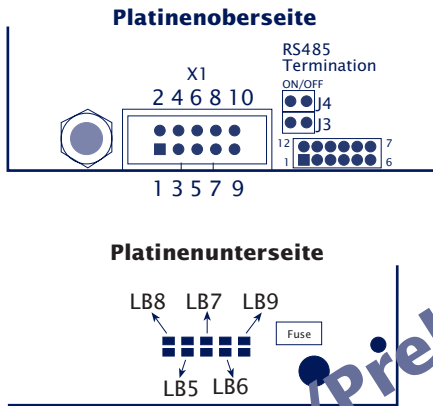 Platinenoberseite
RS485
Termination
ON/OFF
X1
J4
2 4 6 8 10
J3
12 7
1 6
1 3 5 7 9
Platinenunterseite
LB8 LB7 LB9
Fuse
LB5 LB6